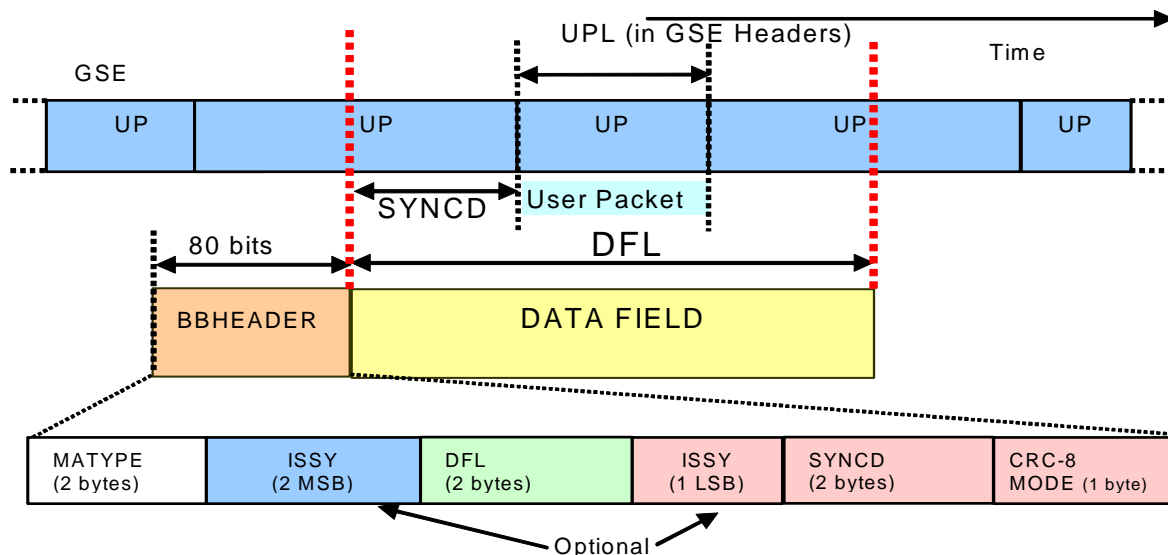 UPL (in GSE Headers)
Time
GSE
UP UP UP UP UP
SYNCD
User Packet
80 bits
DFL
BBHEADER
DATA FIELD
MATYPE
(2 bytes)
ISSY
(2 MSB)
DFL
(2 bytes)
ISSY
(1 LSB)
SYNCD
(2 bytes)
CRC-8
MODE (1 byte)
Optional